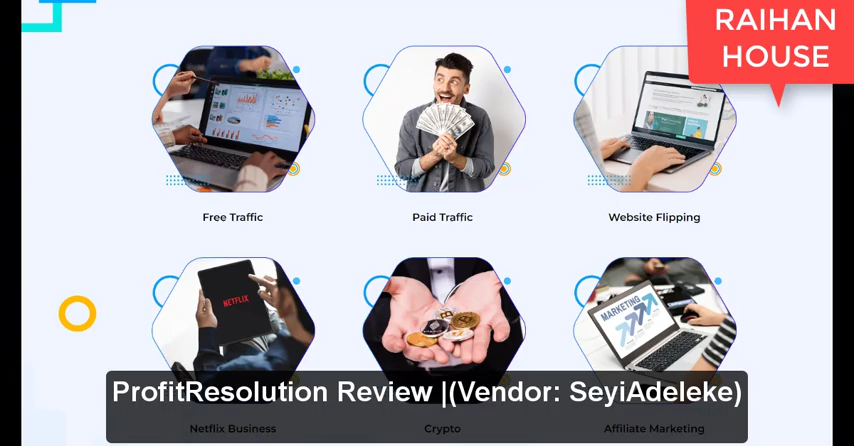 RAIHAN
HOUSE
Free Traffic
Paid Traffic
Website Flipping
NETFLIX
MARKETING
ProfitResolution Review |(Vendor: SeyiAdeleke)
Netflix Business
Crypto
Affiliate Marketing